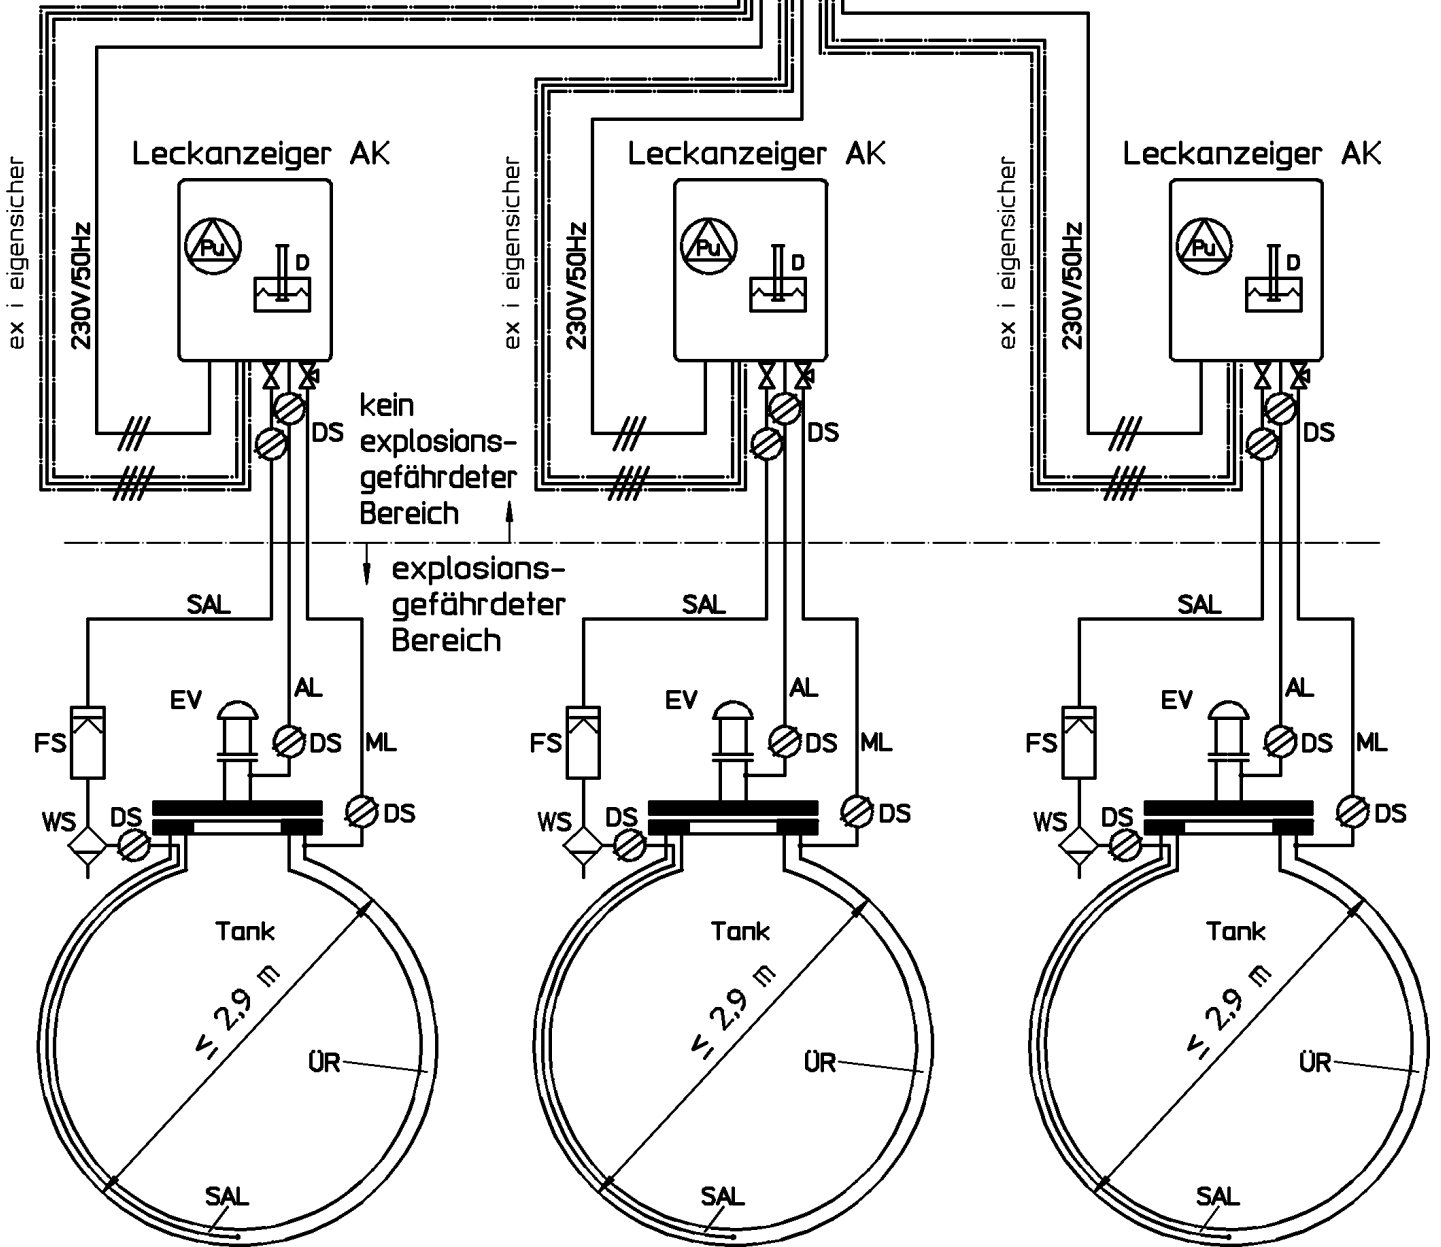 Leckanzeiger AK
Leckanzeiger AK
Leckanzeiger AK
ex i eigensicher
230V/50Hz
Pu
D
ex i eigensicher
230V/50Hz
Pu
D
ex i eigensicher
230V/50Hz
Pu
D
DS
kein
explosions-
gefährdeter
Bereich
DS
DS
explosions-
gefährdeter
Bereich
SAL
SAL
SAL
EV
AL
EV
AL
EV
AL
FS
DS
ML
FS
DS
ML
FS
DS
ML
WS
DS
DS
WS
DS
DS
WS
DS
DS
Tank
Tank
Tank
≤ 2,9 m
≤ 2,9 m
≤ 2,9 m
ÜR
ÜR
ÜR
SAL
SAL
SAL